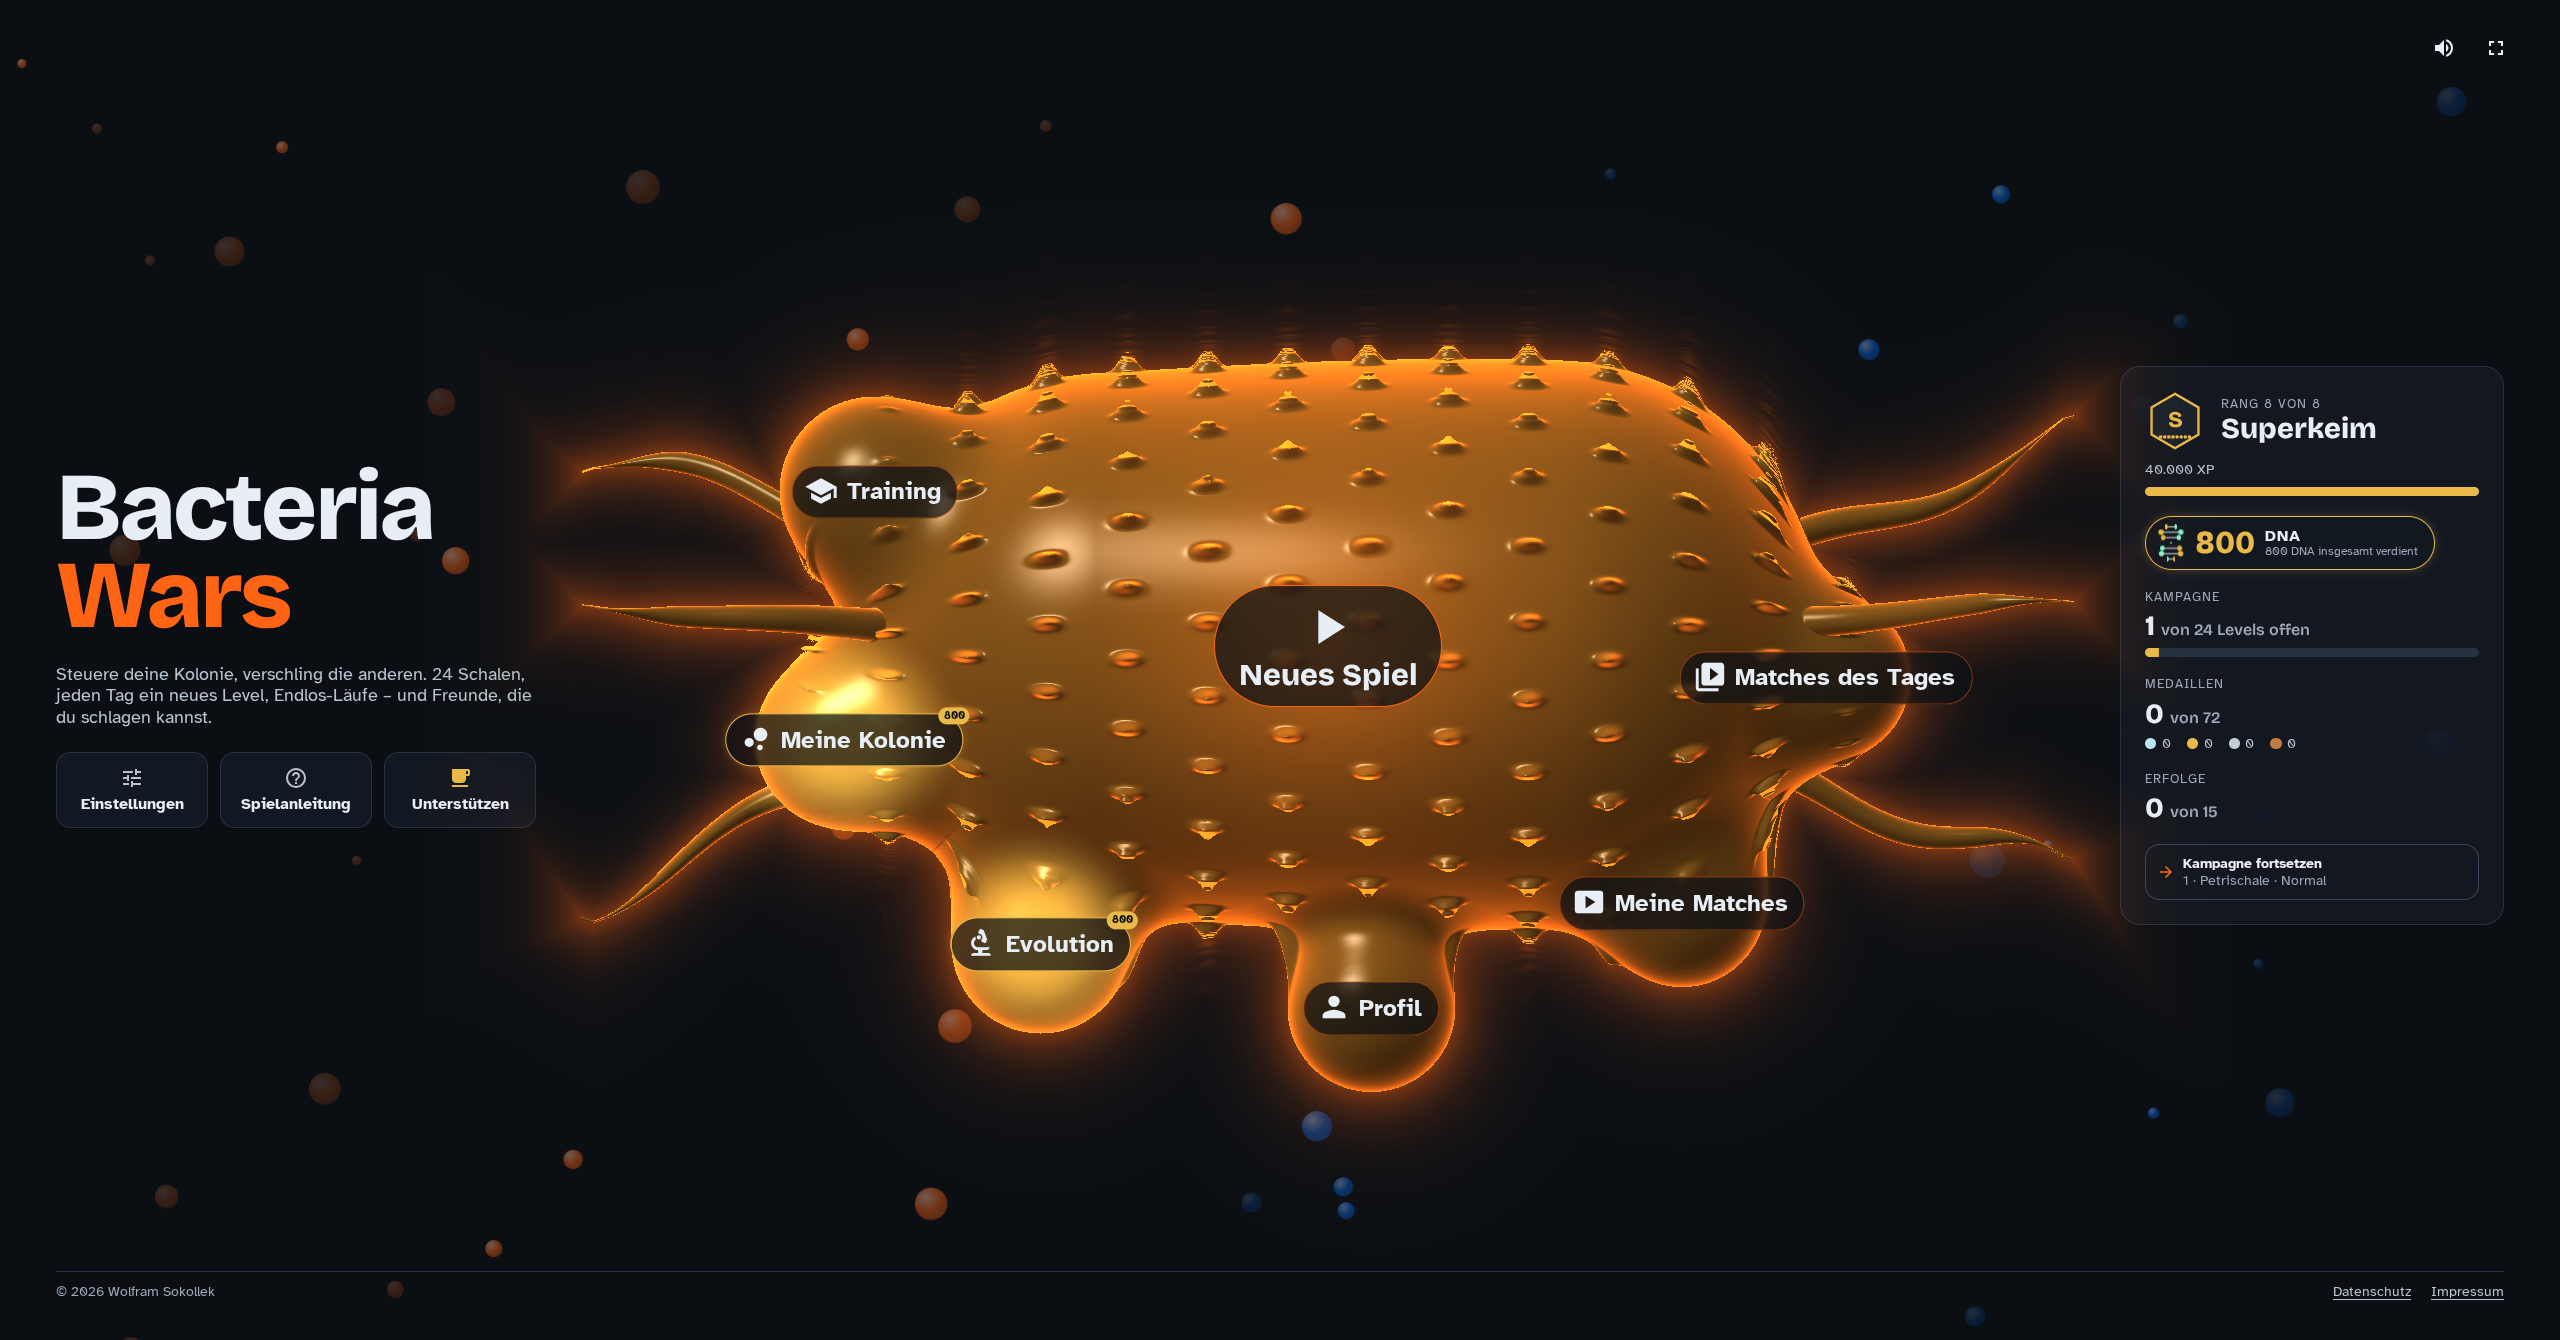 Bacteria
Wars
Steuere deine Kolonie, verschling die anderen. 24 Schalen,
jeden Tag ein neues Level, Endlos-Läufe – und Freunde, die
du schlagen kannst.
Einstellungen
Spielanleitung
Unterstützen
Training
Neues Spiel
Matches des Tages
800
Meine Kolonie
Meine Matches
800
Evolution
Profil
S
RANG 8 VON 8
Superkeim
40.000 XP
800
DNA
800 DNA insgesamt verdient
KAMPAGNE
1 von 24 Levels offen
MEDAILLEN
0 von 72
0 0 0 0
ERFOLGE
0 von 15
Kampagne fortsetzen
1 · Petrischale · Normal
© 2026 Wolfram Sokollek
Datenschutz
Impressum